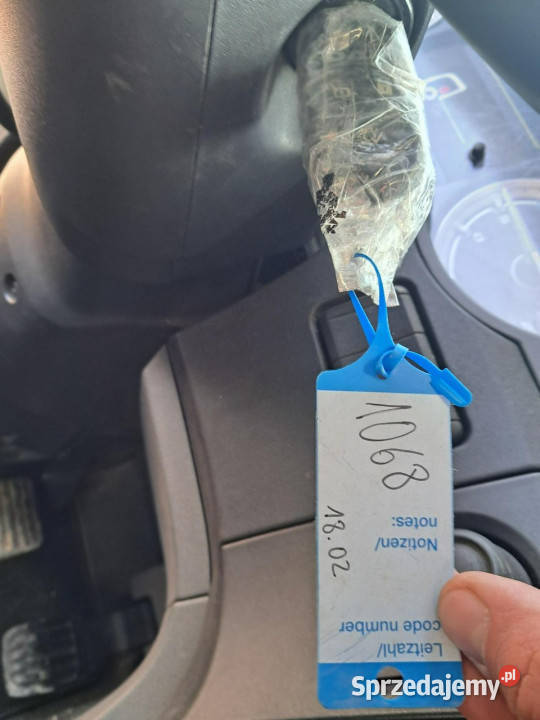 1068
18.02
Notizen/
notes:
Leitzahl/
code number
Sprzedajemy.pl